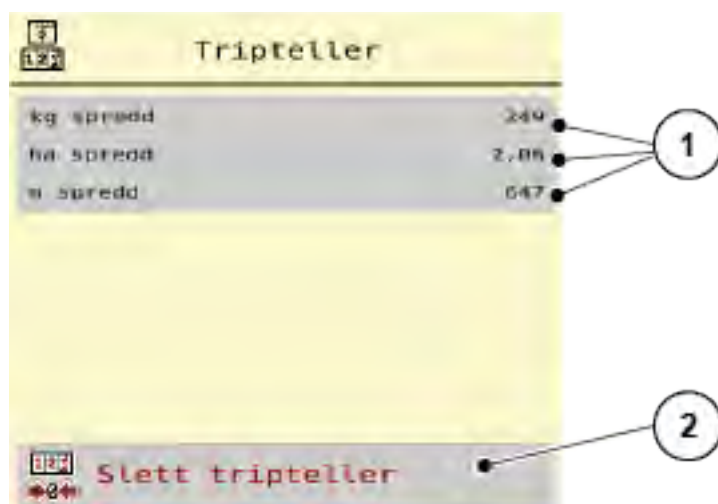 Tripteller
kg spredd 249
ha spredd 2,06
m spredd 647
1
2
Slett tripteller